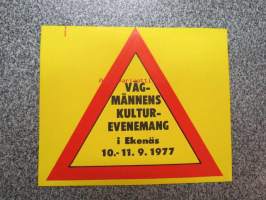 VÄG-
MÄNNENS
KULTUR-
EVENEMANG
i Ekenäs
10.-11. 9. 1977